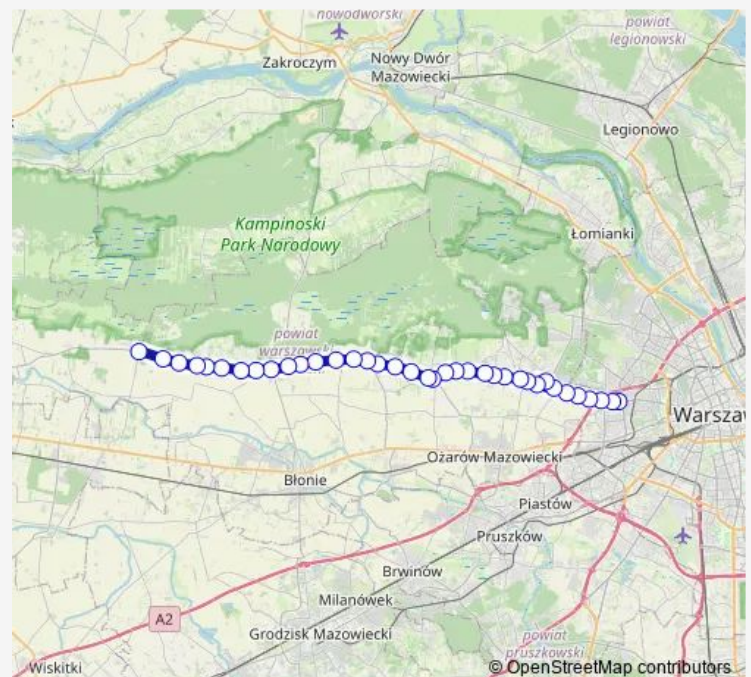 nowodworski
Zakroczym
Nowy Dwór
Mazowiecki
powiat
legionowski
Legionowo
Kampinoski
Park Narodowy
Łomianki
powiat
warszawski
Warszaw
Ożarów Mazowiecki
Błonie
Piastów
Pruszków
Brwinów
Milanówek
A2
Grodzisk Mazowiecki
powiat
pruszkowski
Wiskitki
© OpenStreetMap contributors